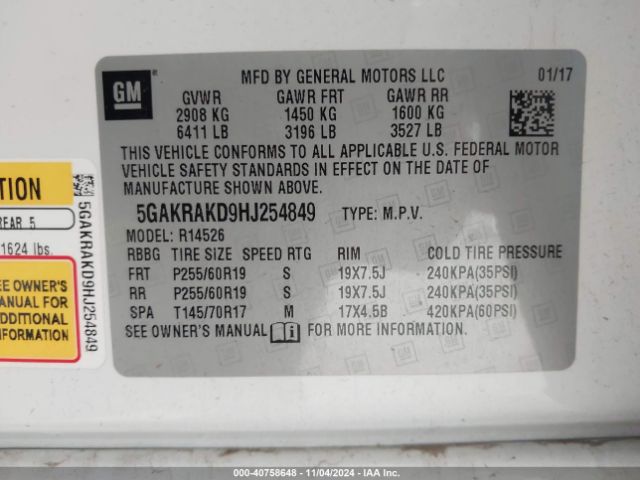 GM
MFD BY GENERAL MOTORS LLC 01/17
GVWR GAWR FRT GAWR RR
2908 KG 1450 KG 1600 KG
6411 LB 3196 LB 3527 LB
THIS VEHICLE CONFORMS TO ALL APPLICABLE U.S. FEDERAL MOTOR
VEHICLE SAFETY STANDARDS IN EFFECT ON THE DATE OF
MANUFACTURE SHOWN ABOVE.
5GAKRAKD9HJ254849 TYPE: M.P.V.
MODEL: R14526
RBBG TIRE SIZE SPEED RTG RIM COLD TIRE PRESSURE
FRT P255/60R19 S 19X7.5J 240KPA(35PSI)
RR P255/60R19 S 19X7.5J 240KPA(35PSI)
SPA T145/70R17 M 17X4.5B 420KPA(60PSI)
SEE OWNER'S MANUAL i FOR MORE INFORMATION.
TION
REAR 5
1624 lbs.
SEE OWNER'S
MANUAL FOR
ADDITIONAL
INFORMATION
5GAKRAKD9HJ254849
000-40758648 - 11/04/2024 - IAA Inc.